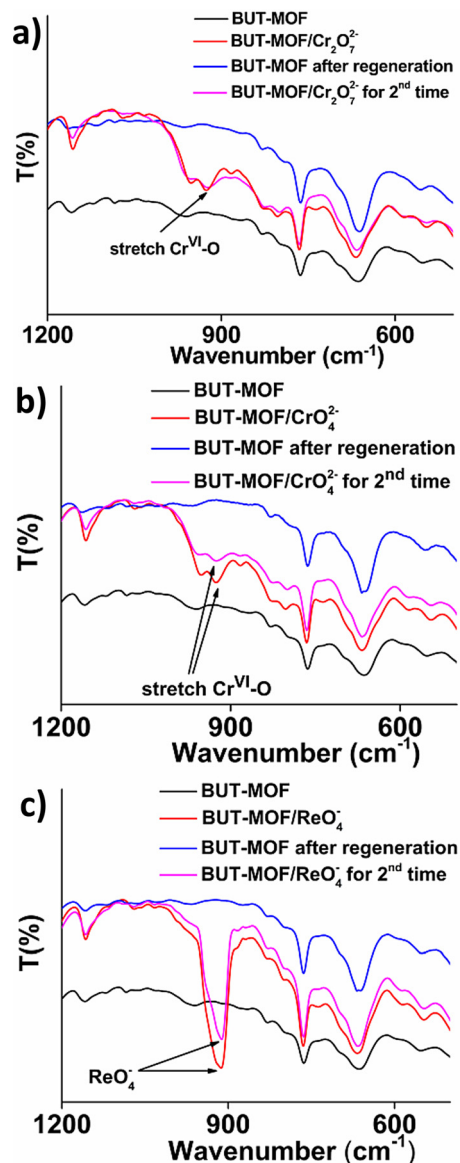 a)
BUT-MOF
BUT-MOF/Cr₂O₇²⁻
BUT-MOF after regeneration
BUT-MOF/Cr₂O₇²⁻ for 2ⁿᵈ time
T(%)
stretch Crⱽᴵ-O
1200 900 600
Wavenumber (cm⁻¹)
b)
BUT-MOF
BUT-MOF/CrO₄²⁻
BUT-MOF after regeneration
BUT-MOF/CrO₄²⁻ for 2ⁿᵈ time
T(%)
stretch Crⱽᴵ-O
1200 900 600
Wavenumber (cm⁻¹)
c)
BUT-MOF
BUT-MOF/ReO₄⁻
BUT-MOF after regeneration
BUT-MOF/ReO₄⁻ for 2ⁿᵈ time
T(%)
ReO₄⁻
1200 900 600
Wavenumber (cm⁻¹)